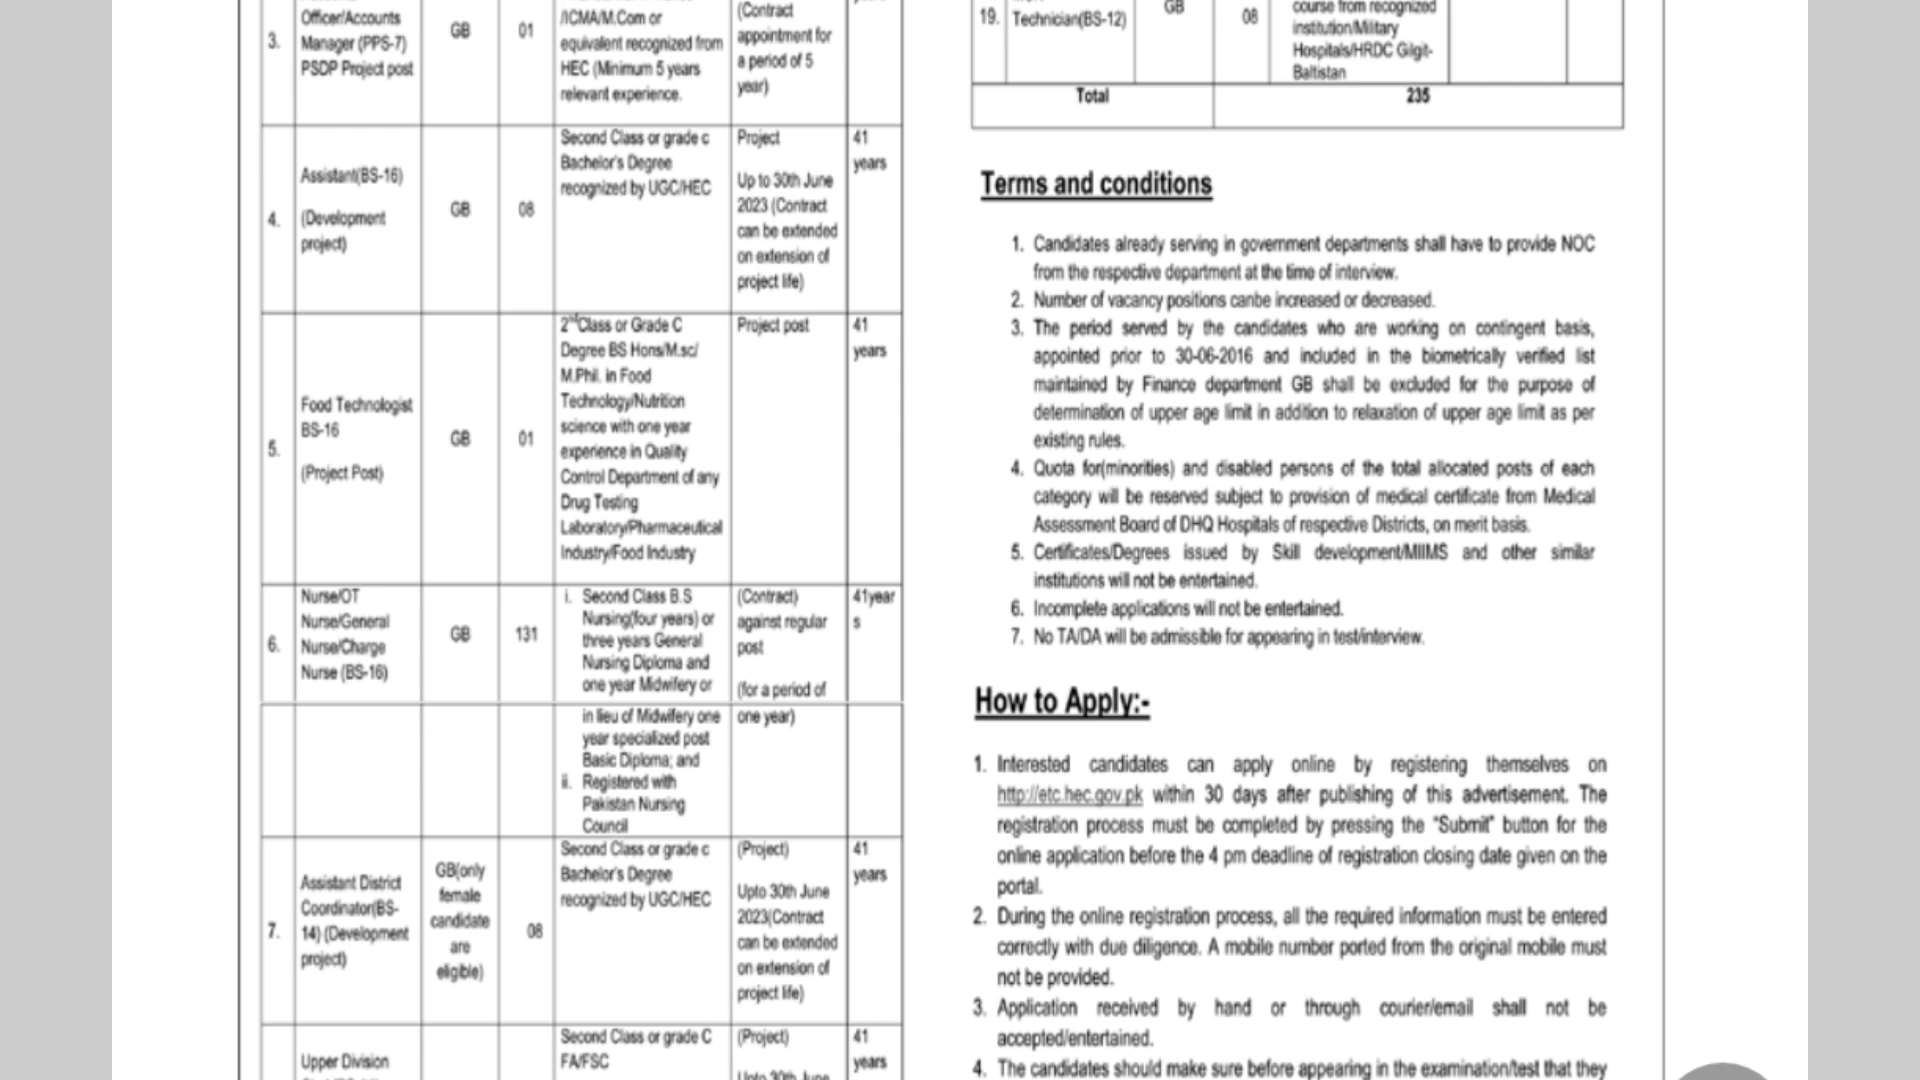 3.
Officer/Accounts
Manager (PPS-7)
PSDP Project post
GB
01
/ICMA/M.Com or
equivalent recognized from
HEC (Minimum 5 years
relevant experience.
(Contract
appointment for
a period of 5
year)
4.
Assistant(BS-16)
(Development
project)
GB
08
Second Class or grade c
Bachelor's Degree
recognized by UGC/HEC
Project
Up to 30th June
2023 (Contract
can be extended
on extension of
project life)
41
years
5.
Food Technologist
BS-16
(Project Post)
GB
01
2nd Class or Grade C
Degree BS Hons/M.sc/
M.Phil. in Food
Technology/Nutrition
science with one year
experience in Quality
Control Department of any
Drug Testing
Laboratory/Pharmaceutical
Industry/Food Industry
Project post
41
years
6.
Nurse/OT
Nurse/General
Nurse/Charge
Nurse (BS-16)
GB
131
i. Second Class B.S
Nursing(four years) or
three years General
Nursing Diploma and
one year Midwifery or
in lieu of Midwifery one
year specialized post
Basic Diploma; and
ii. Registered with
Pakistan Nursing
Council
(Contract)
against regular
post
(for a period of
one year)
41year
s
7.
Assistant District
Coordinator(BS-
14) (Development
project)
GB(only
female
candidate
are
eligible)
08
Second Class or grade c
Bachelor's Degree
recognized by UGC/HEC
(Project)
Upto 30th June
2023(Contract
can be extended
on extension of
project life)
41
years
Upper Division
Second Class or grade C
FA/FSC
(Project)
Upto 30th June
41
years
19.
Technician(BS-12)
GB
08
course from recognized
institution/Military
Hospitals/HRDC Gilgit-
Baltistan
Total
235
Terms and conditions
1. Candidates already serving in government departments shall have to provide NOC
from the respective department at the time of interview.
2. Number of vacancy positions canbe increased or decreased.
3. The period served by the candidates who are working on contingent basis,
appointed prior to 30-06-2016 and included in the biometrically verified list
maintained by Finance department GB shall be excluded for the purpose of
determination of upper age limit in addition to relaxation of upper age limit as per
existing rules.
4. Quota for(minorities) and disabled persons of the total allocated posts of each
category will be reserved subject to provision of medical certificate from Medical
Assessment Board of DHQ Hospitals of respective Districts, on merit basis.
5. Certificates/Degrees issued by Skill development/MIIMS and other similar
institutions will not be entertained.
6. Incomplete applications will not be entertained.
7. No TA/DA will be admissible for appearing in test/interview.
How to Apply:-
1. Interested candidates can apply online by registering themselves on
http://etc.hec.gov.pk within 30 days after publishing of this advertisement. The
registration process must be completed by pressing the "Submit" button for the
online application before the 4 pm deadline of registration closing date given on the
portal.
2. During the online registration process, all the required information must be entered
correctly with due diligence. A mobile number ported from the original mobile must
not be provided.
3. Application received by hand or through courier/email shall not be
accepted/entertained.
4. The candidates should make sure before appearing in the examination/test that they